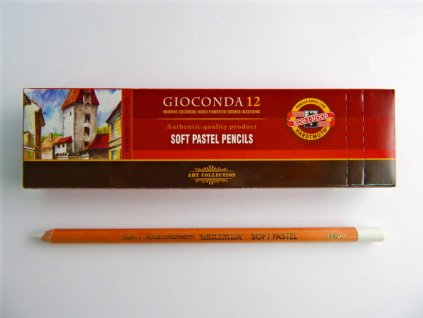 GIOCONDA 12
Authentic quality product
SOFT PASTEL PENCILS
ART COLLECTION
KOH-I-NOOR
HARDTMUTH
KOH-I-NOOR HARDTMUTH "GIOCONDA" SOFT PASTEL